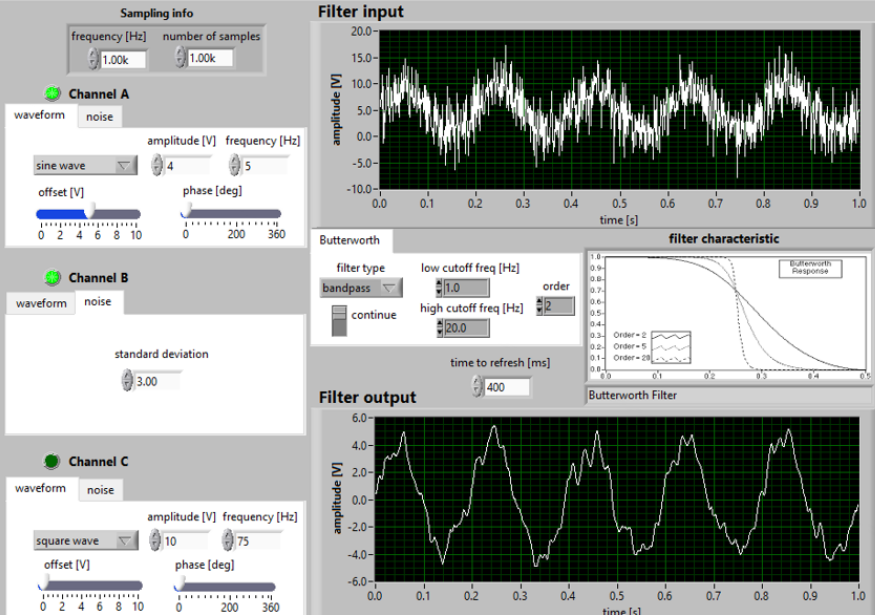 Sampling info
frequency [Hz] number of samples
1.00k 1.00k
Channel A
waveform noise
amplitude [V] frequency [Hz]
sine wave 4 5
offset [V] phase [deg]
0 2 4 6 8 10 0 200 360
Channel B
waveform noise
standard deviation
3.00
Channel C
waveform noise
amplitude [V] frequency [Hz]
square wave 10 75
offset [V] phase [deg]
0 2 4 6 8 10 0 200 360
Filter input
amplitude [V]
20.0
15.0
10.0
5.0
0.0
-5.0
-10.0
0.0 0.1 0.2 0.3 0.4 0.5 0.6 0.7 0.8 0.9 1.0
time [s]
Butterworth
filter type low cutoff freq [Hz]
bandpass 1.0 order
continue high cutoff freq [Hz] 2
20.0
time to refresh [ms]
400
filter characteristic
Butterworth
Response
1.0
0.9
0.8
0.7
0.6
0.5
0.4
0.3
0.2
0.1
0.0
Order = 2
Order = 5
Order = 28
0.0 0.1 0.2 0.3 0.4 0.5
Butterworth Filter
Filter output
amplitude [V]
6.0
4.0
2.0
0.0
-2.0
-4.0
-6.0
0.0 0.1 0.2 0.3 0.4 0.5 0.6 0.7 0.8 0.9 1.0
time [s]